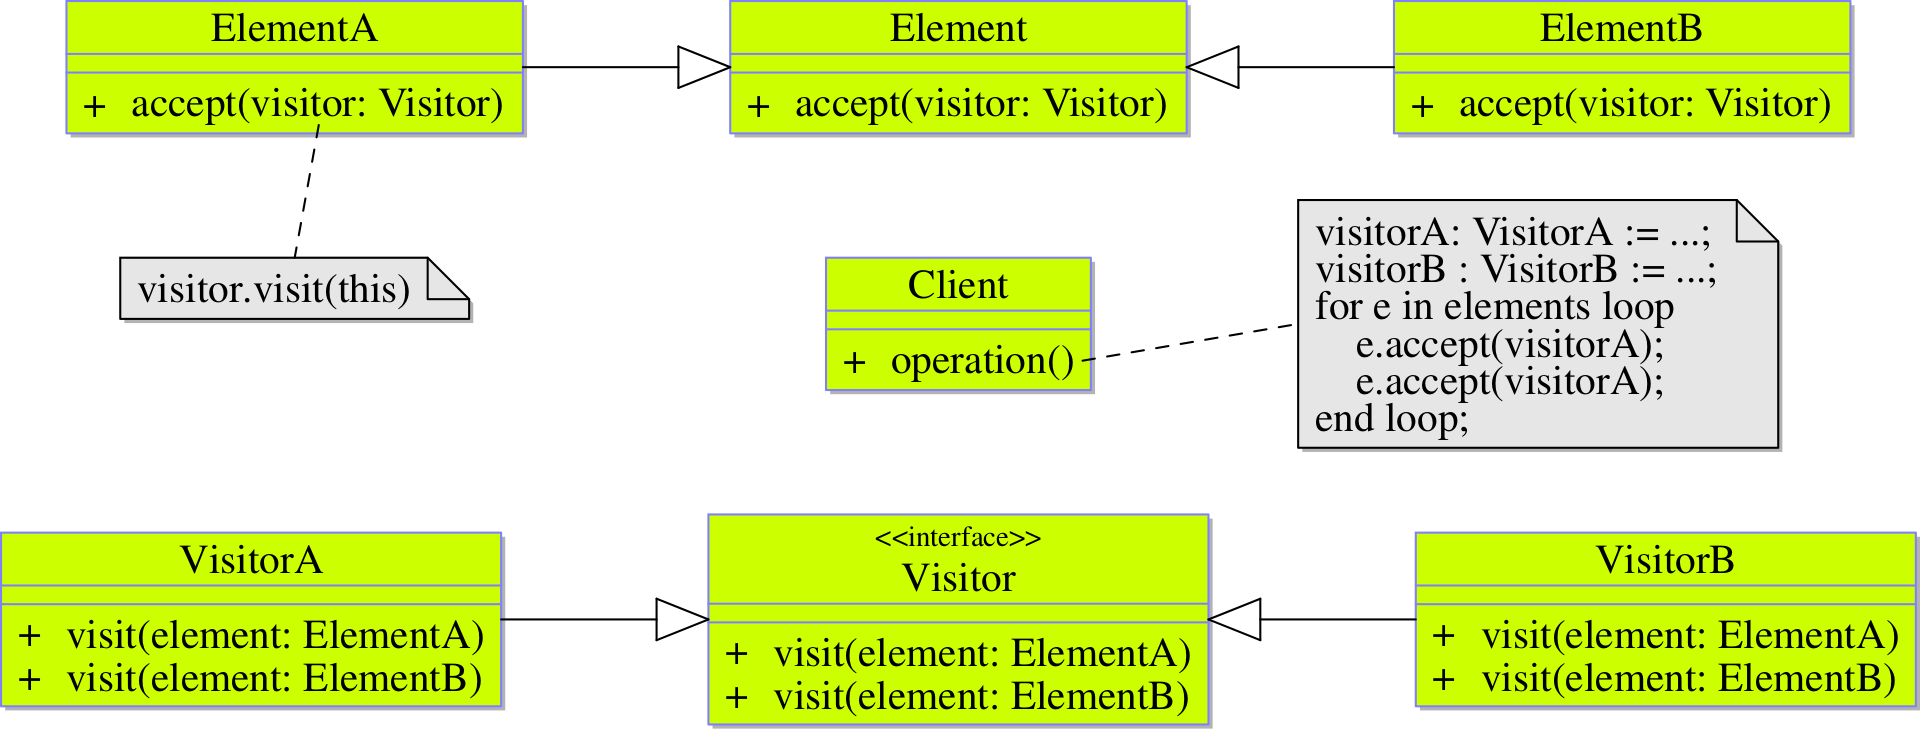 ElementA
+ accept(visitor: Visitor)
Element
+ accept(visitor: Visitor)
ElementB
+ accept(visitor: Visitor)
visitor.visit(this)
Client
+ operation()
visitorA: VisitorA := ...;
visitorB : VisitorB := ...;
for e in elements loop
e.accept(visitorA);
e.accept(visitorA);
end loop;
VisitorA
+ visit(element: ElementA)
+ visit(element: ElementB)
<<interface>>
Visitor
+ visit(element: ElementA)
+ visit(element: ElementB)
VisitorB
+ visit(element: ElementA)
+ visit(element: ElementB)